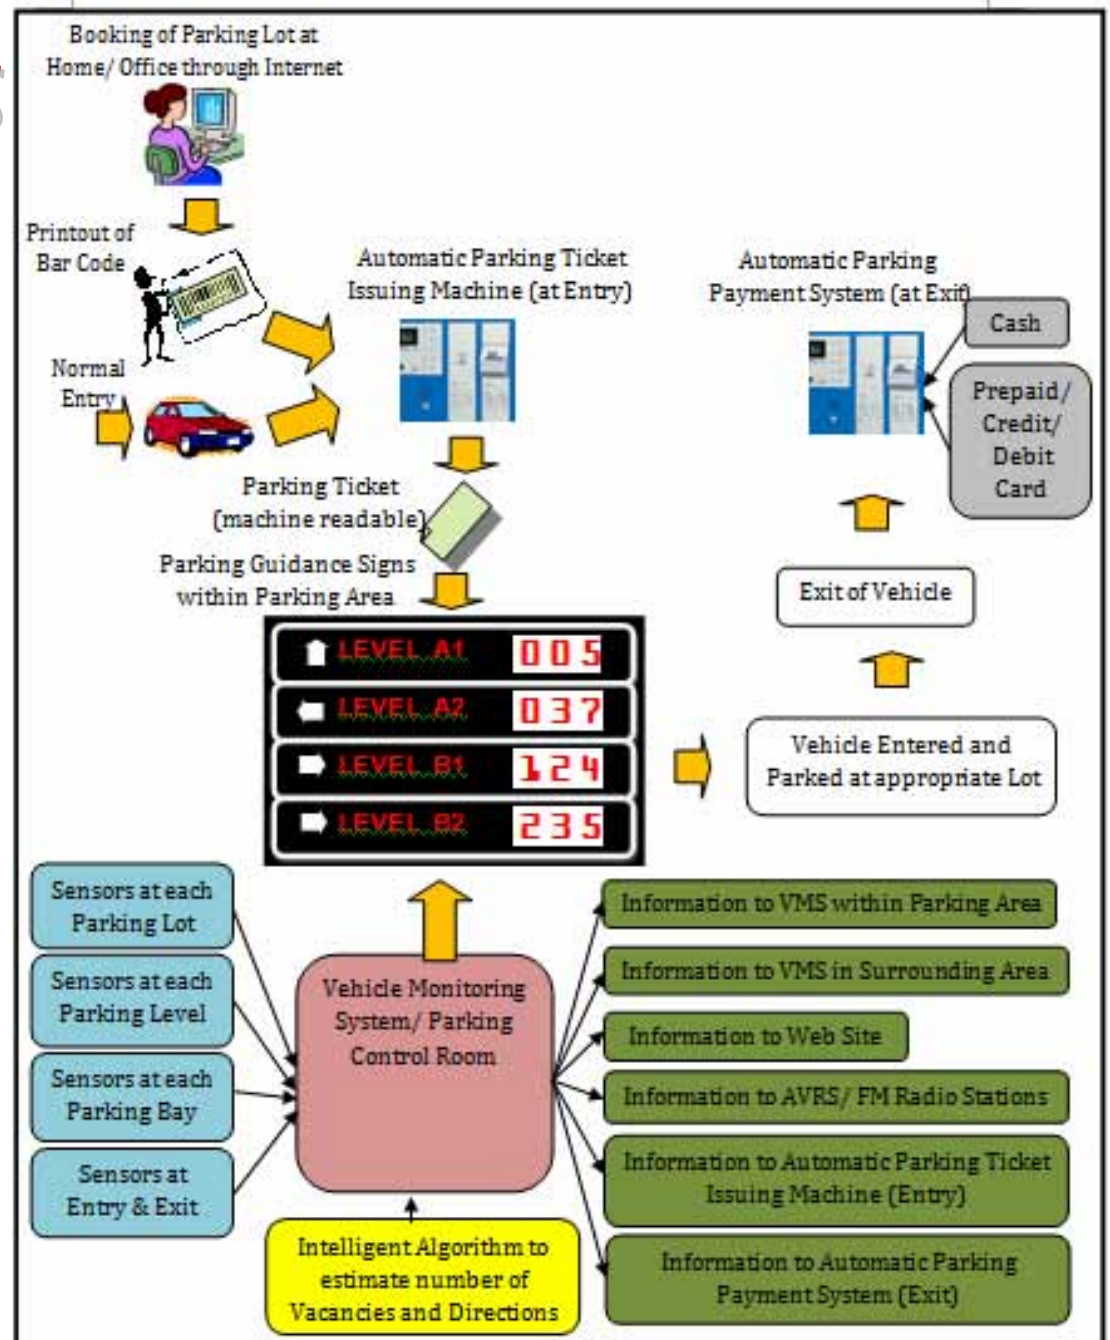 Booking of Parking Lot at
Home/ Office through Internet
Printout of
Bar Code
Automatic Parking Ticket
Issuing Machine (at Entry)
Automatic Parking
Payment System (at Exit)
Cash
Prepaid/
Credit/
Debit
Card
Normal
Entry
Parking Ticket
(machine readable)
Parking Guidance Signs
within Parking Area
Exit of Vehicle
LEVEL A1 005
LEVEL A2 037
LEVEL B1 124
LEVEL B2 235
Vehicle Entered and
Parked at appropriate Lot
Sensors at each
Parking Lot
Sensors at each
Parking Level
Sensors at each
Parking Bay
Sensors at
Entry & Exit
Vehicle Monitoring
System/ Parking
Control Room
Intelligent Algorithm to
estimate number of
Vacancies and Directions
Information to VMS within Parking Area
Information to VMS in Surrounding Area
Information to Web Site
Information to AVRS/ FM Radio Stations
Information to Automatic Parking Ticket
Issuing Machine (Entry)
Information to Automatic Parking
Payment System (Exit)